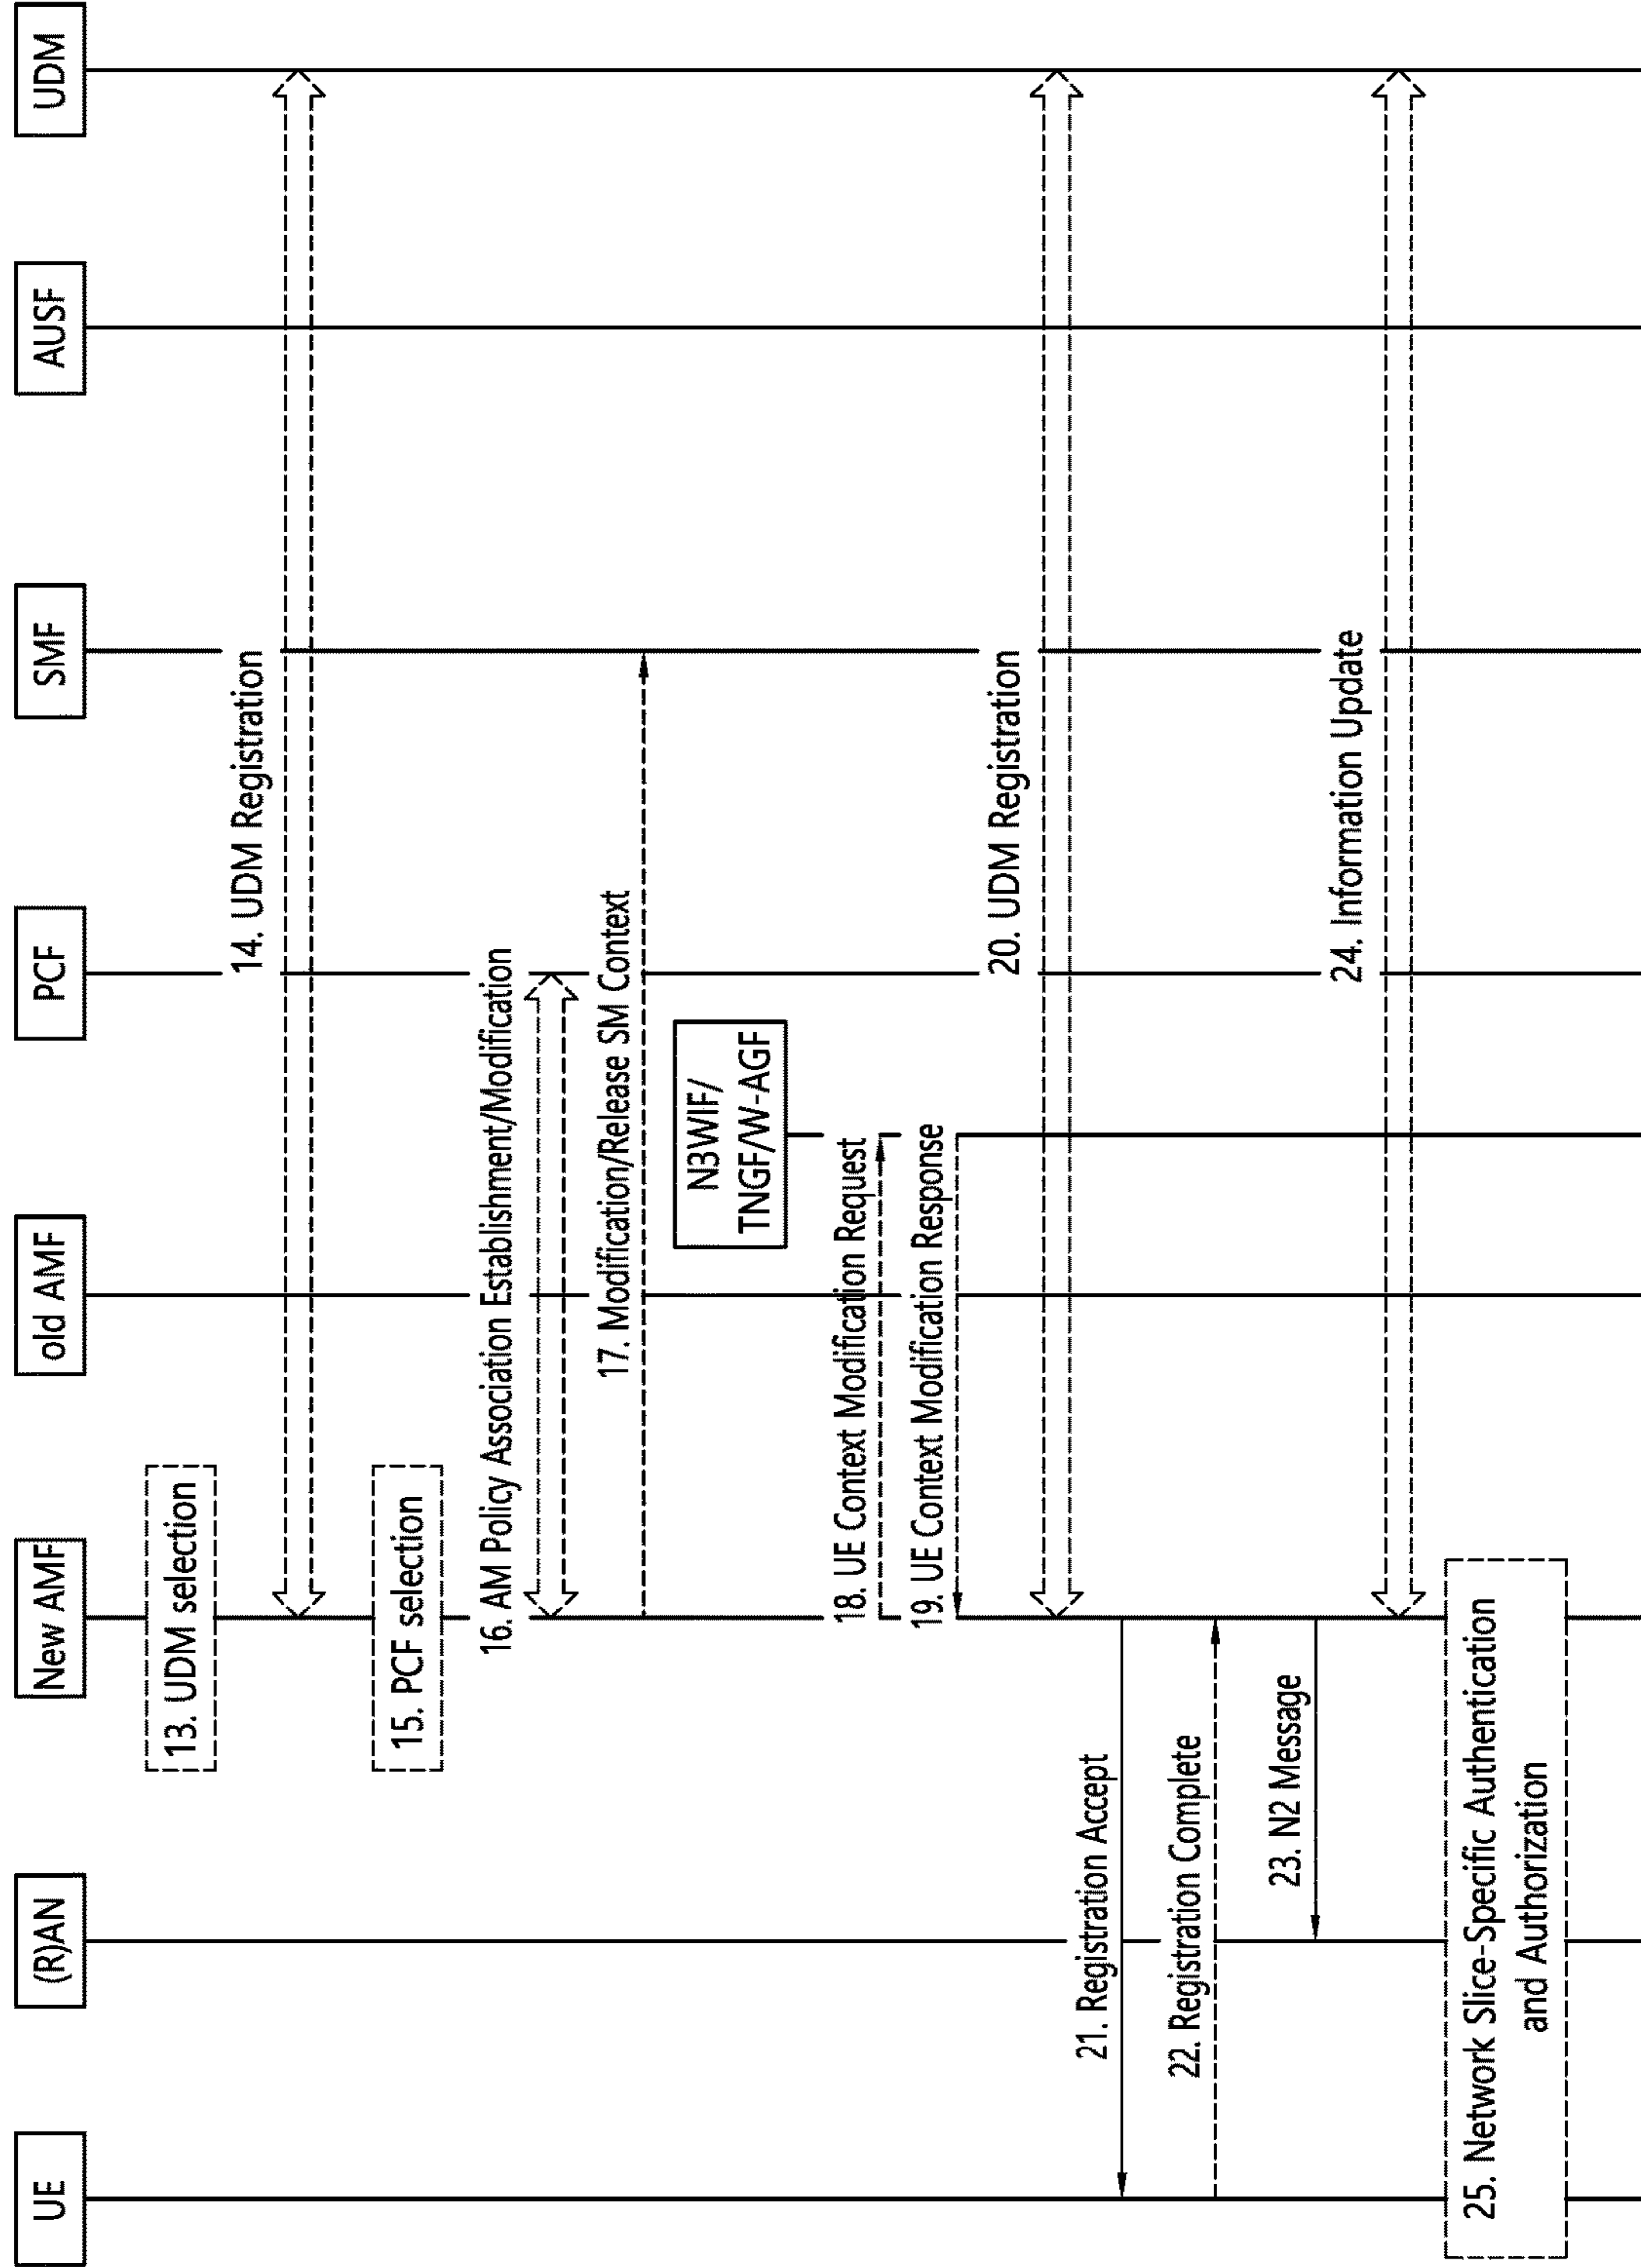 UE
(R)AN
New AMF
old AMF
PCF
SMF
AUSF
UDM
13. UDM selection
14. UDM Registration
15. PCF selection
16. AM Policy Association Establishment/Modification
17. Modification/Release SM Context
N3WIF/
TNGF/W-AGF
18. UE Context Modification Request
19. UE Context Modification Response
20. UDM Registration
21. Registration Accept
22. Registration Complete
23. N2 Message
24. Information Update
25. Network Slice-Specific Authentication
and Authorization